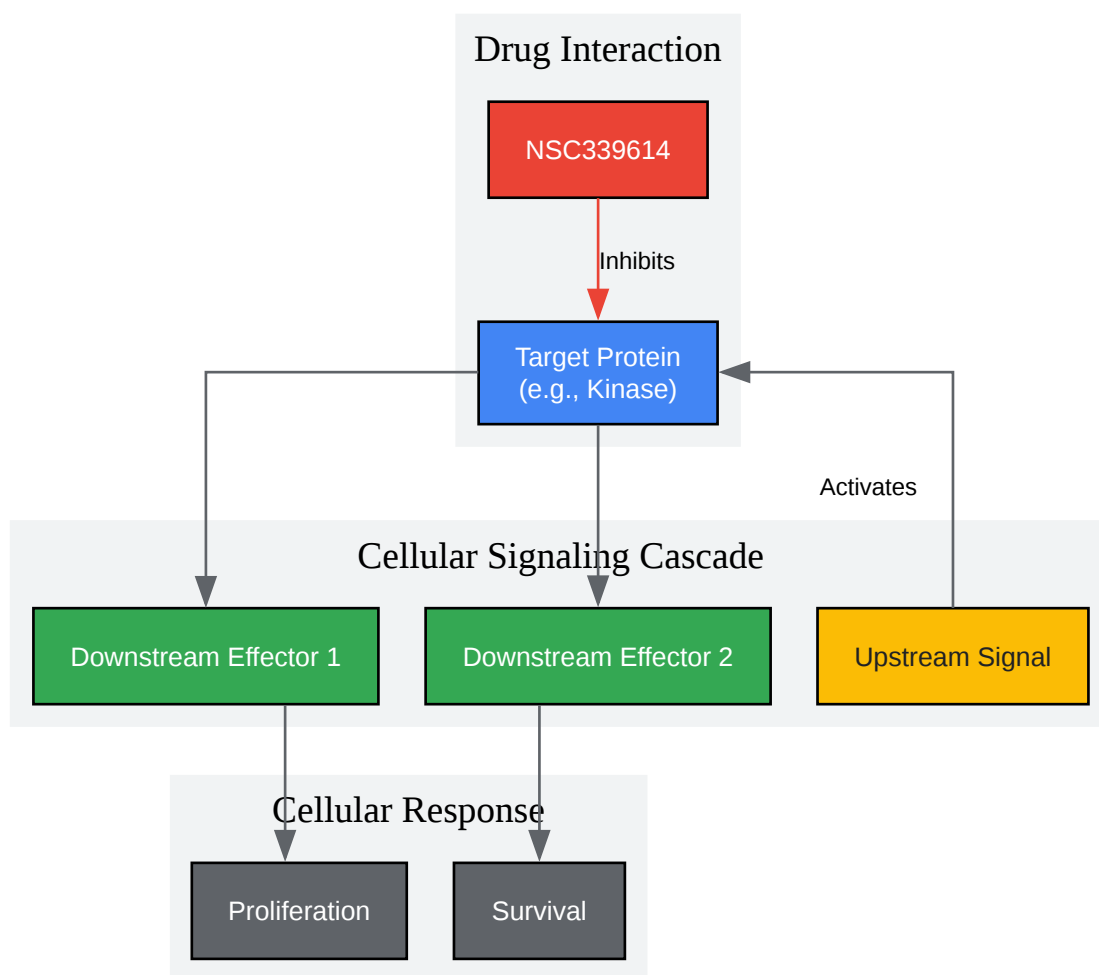 Drug Interaction
NSC339614
Inhibits
Target Protein
(e.g., Kinase)
Activates
Cellular Signaling Cascade
Downstream Effector 1
Downstream Effector 2
Upstream Signal
Cellular Response
Proliferation
Survival